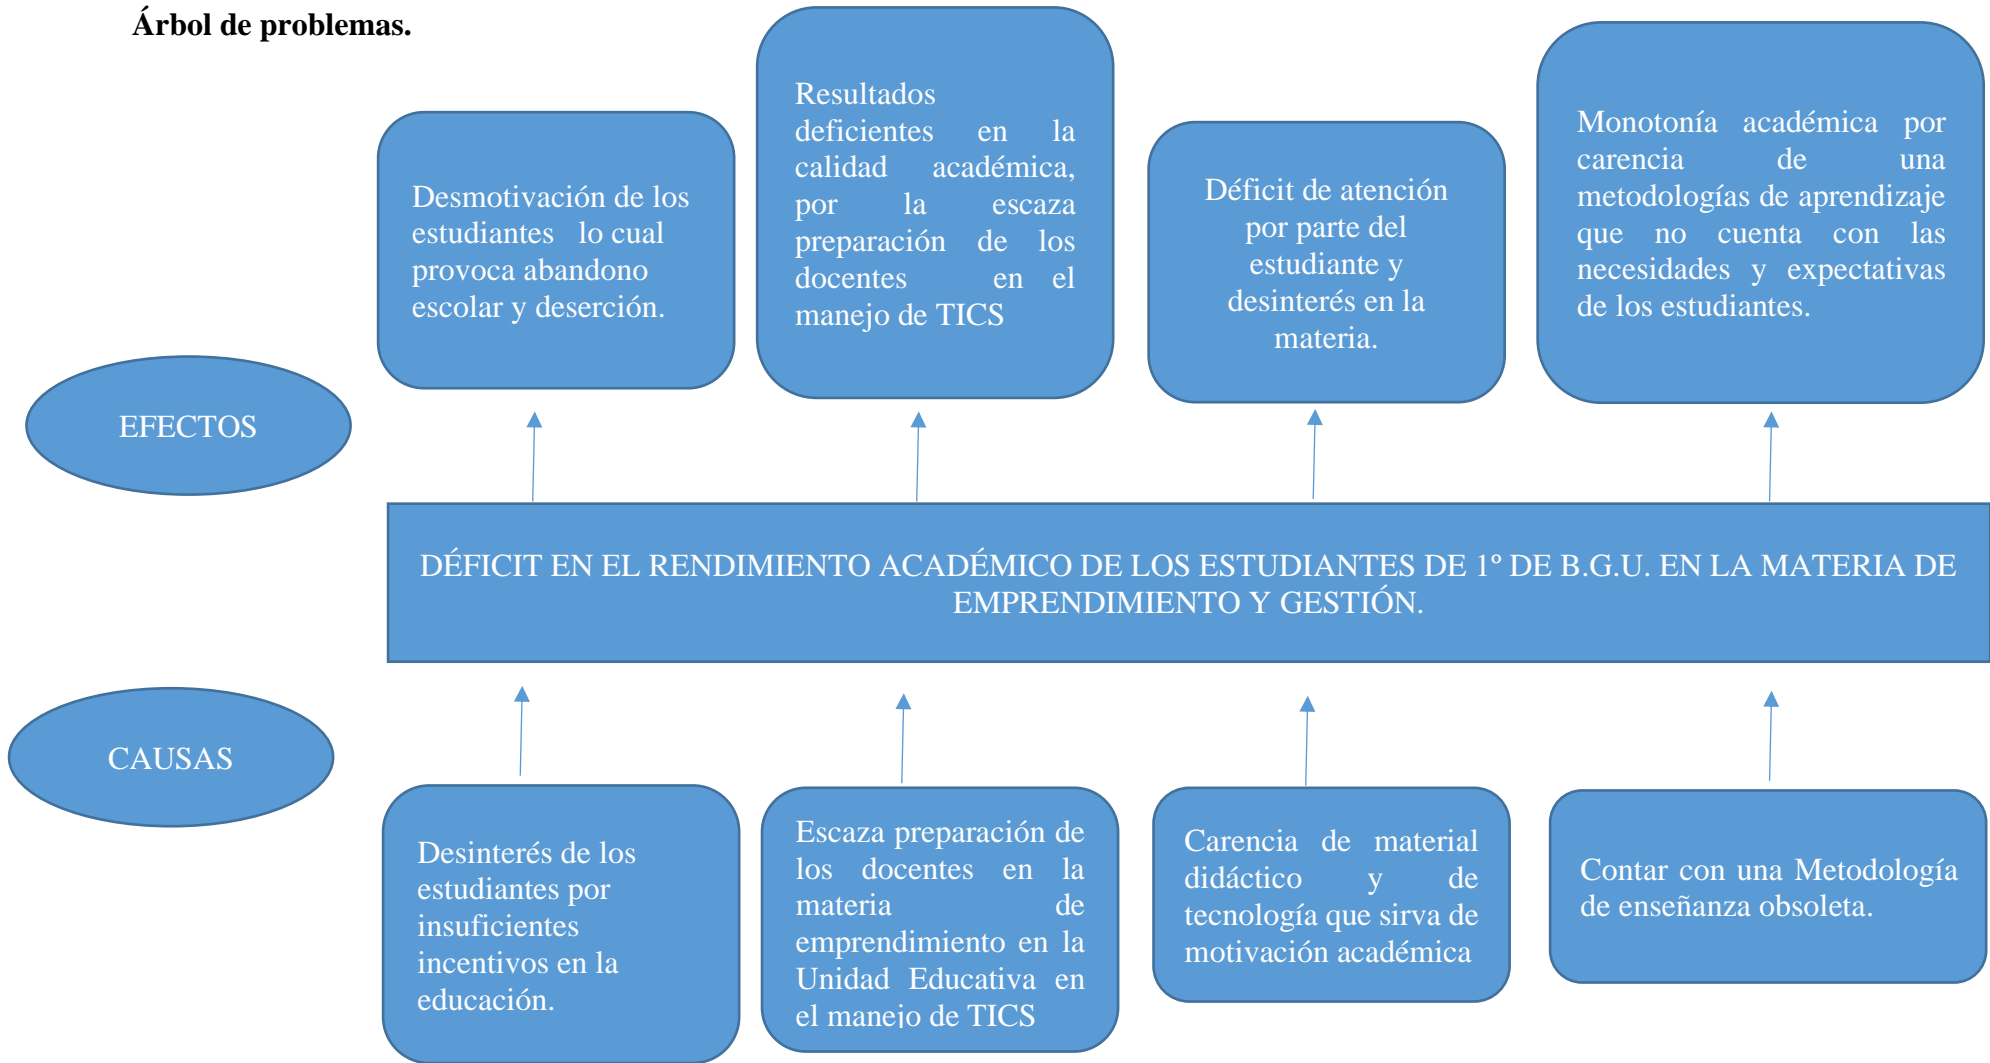 Árbol de problemas.
Desmotivación de los
estudiantes lo cual
provoca abandono
escolar y deserción.
Resultados
deficientes en la
calidad académica,
por la escaza
preparación de los
docentes en el
manejo de TICS
Déficit de atención
por parte del
estudiante y
desinterés en la
materia.
Monotonía académica por
carencia de una
metodologías de aprendizaje
que no cuenta con las
necesidades y expectativas
de los estudiantes.
EFECTOS
DÉFICIT EN EL RENDIMIENTO ACADÉMICO DE LOS ESTUDIANTES DE 1º DE B.G.U. EN LA MATERIA DE
EMPRENDIMIENTO Y GESTIÓN.
CAUSAS
Desinterés de los
estudiantes por
insuficientes
incentivos en la
educación.
Escaza preparación de
los docentes en la
materia de
emprendimiento en la
Unidad Educativa en
el manejo de TICS
Carencia de material
didáctico y de
tecnología que sirva de
motivación académica
Contar con una Metodología
de enseñanza obsoleta.